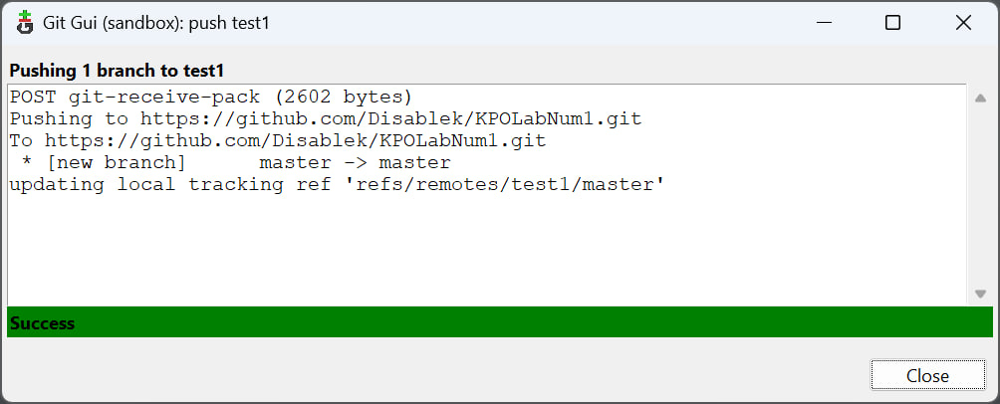 Git Gui (sandbox): push test1
Pushing 1 branch to test1
POST git-receive-pack (2602 bytes)
Pushing to https://github.com/Disablek/KPOLabNum1.git
To https://github.com/Disablek/KPOLabNum1.git
 * [new branch]      master -> master
updating local tracking ref 'refs/remotes/test1/master'
Success
Close